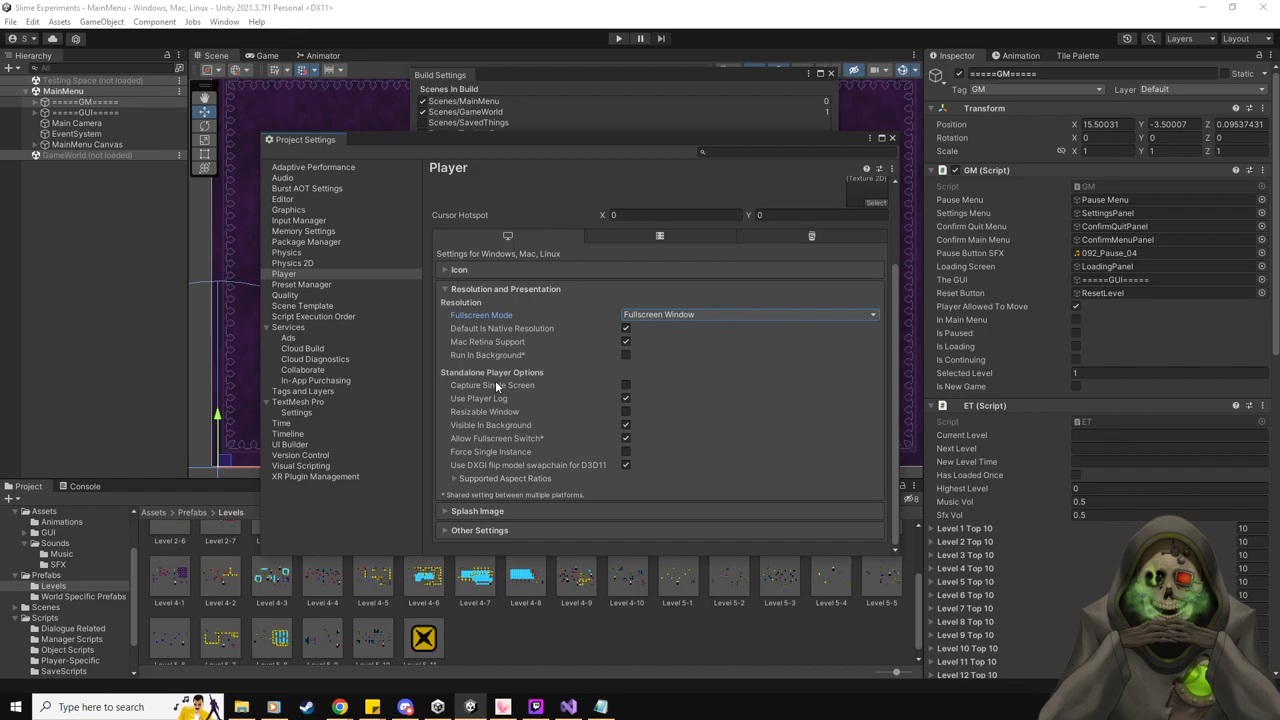 Slime Experiments - MainMenu - Windows, Mac, Linux - Unity 2021.3.7f1 Personal <DX11>
File Edit Assets GameObject Component Jobs Window Help
S
Layers Layout
Hierarchy
All
Testing Space (not loaded)
MainMenu
=====GM=====
=====GUI=====
Main Camera
EventSystem
MainMenu Canvas
GameWorld (not loaded)
Scene Game Animator
Build Settings
Scenes In Build
Scenes/MainMenu 0
Scenes/GameWorld 1
Scenes/SavedThings
Project Settings
Adaptive Performance
Audio
Burst AOT Settings
Editor
Graphics
Input Manager
Memory Settings
Package Manager
Physics
Physics 2D
Player
Preset Manager
Quality
Scene Template
Script Execution Order
Services
Ads
Cloud Build
Cloud Diagnostics
Collaborate
In-App Purchasing
Tags and Layers
TextMesh Pro
Settings
Time
Timeline
UI Builder
Version Control
Visual Scripting
XR Plugin Management
Player
(Texture 2D)
Select
Cursor Hotspot X 0 Y 0
Settings for Windows, Mac, Linux
Icon
Resolution and Presentation
Resolution
Fullscreen Mode Fullscreen Window
Default Is Native Resolution
Mac Retina Support
Run In Background*
Standalone Player Options
Capture Single Screen
Use Player Log
Resizable Window
Visible In Background
Allow Fullscreen Switch*
Force Single Instance
Use DXGI flip model swapchain for D3D11
Supported Aspect Ratios
* Shared setting between multiple platforms.
Splash Image
Other Settings
Inspector Animation Tile Palette
=====GM===== Static
Tag GM Layer Default
Transform
Position X 15.50031 Y -3.50007 Z 0.09537431
Rotation X 0 Y 0 Z 0
Scale X 1 Y 1 Z 1
GM (Script)
Script GM
Pause Menu Pause Menu
Settings Menu SettingsPanel
Confirm Quit Menu ConfirmQuitPanel
Confirm Main Menu ConfirmMenuPanel
Pause Button SFX 092_Pause_04
Loading Screen LoadingPanel
The GUI =====GUI=====
Reset Button ResetLevel
Player Allowed To Move
In Main Menu
Is Paused
Is Loading
Is Continuing
Selected Level 1
Is New Game
ET (Script)
Script ET
Current Level
Next Level
New Level Time
Has Loaded Once
Highest Level 0
Music Vol 0.5
Sfx Vol 0.5
Level 1 Top 10 10
Level 2 Top 10 10
Level 3 Top 10 10
Level 4 Top 10 10
Level 5 Top 10 10
Level 6 Top 10 10
Level 7 Top 10 10
Level 8 Top 10 10
Level 9 Top 10 10
Level 10 Top 10 10
Level 11 Top 10 10
Level 12 Top 10 10
Project Console
8
Assets
Animations
GUI
Sounds
Music
SFX
Prefabs
Levels
World Specific Prefabs
Scenes
Scripts
Dialogue Related
Manager Scripts
Object Scripts
Player-Specific
SaveScripts
Assets > Prefabs > Levels
Level 2-6 Level 2-7
Level 4-1 Level 4-2 Level 4-3 Level 4-4 Level 4-5 Level 4-6 Level 4-7 Level 4-8 Level 4-9 Level 4-10 Level 5-1 Level 5-2 Level 5-3 Level 5-4 Level 5-5
Type here to search